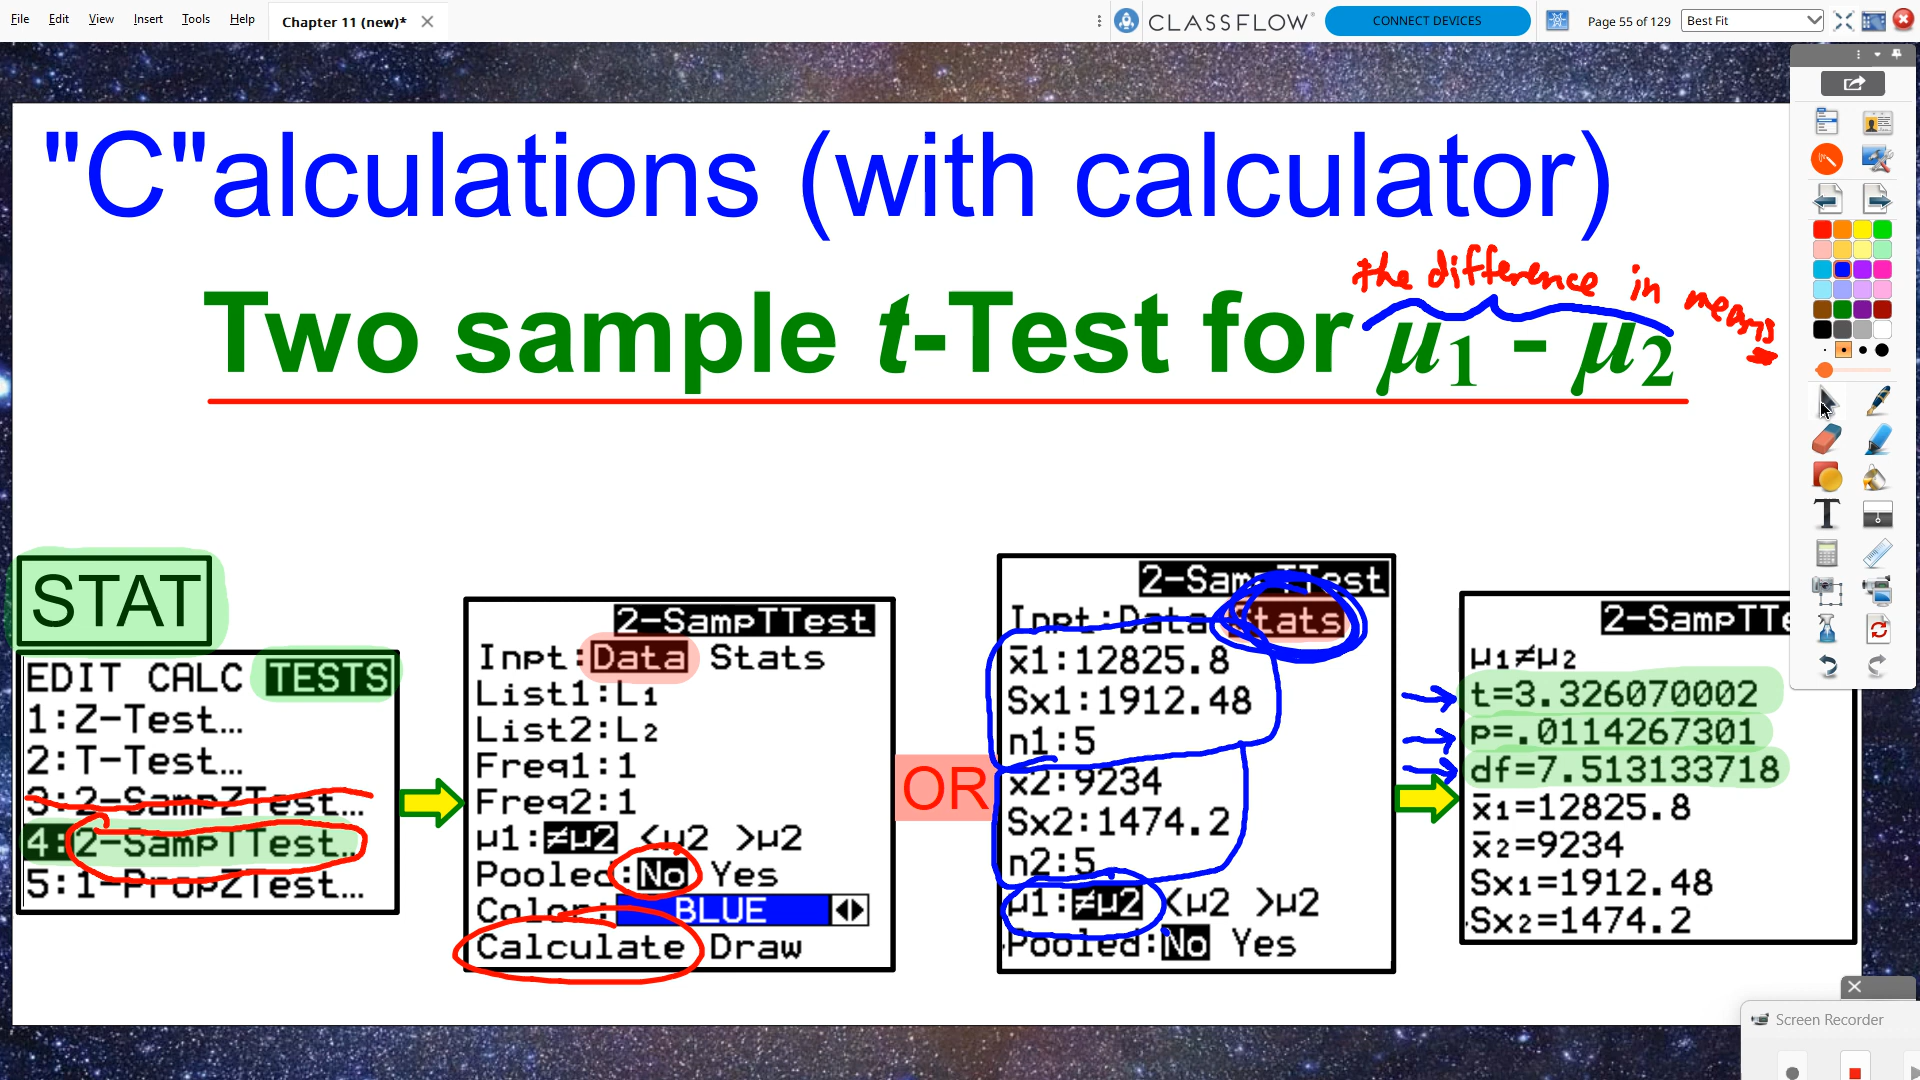 File Edit View Insert Tools Help Chapter 11 (new)* CLASSFLOW CONNECT DEVICES Page 55 of 129 Best Fit
"C"alculations (with calculator)
the difference in means
Two sample t-Test for μ1 - μ2
STAT
EDIT CALC TESTS
1:Z-Test…
2:T-Test…
3:2-SampZTest…
4:2-SampTTest…
5:1-PropZTest…
2-SampTTest
Inpt:Data Stats
List1:L1
List2:L2
Freq1:1
Freq2:1
μ1:≠μ2 <μ2 >μ2
Pooled:No Yes
Color: BLUE
Calculate Draw
OR
2-SampTTest
Inpt:Data Stats
x̄1:12825.8
Sx1:1912.48
n1:5
x̄2:9234
Sx2:1474.2
n2:5
μ1:≠μ2 <μ2 >μ2
Pooled:No Yes
2-SampTTe
μ1≠μ2
t=3.326070002
p=.0114267301
df=7.513133718
x̄1=12825.8
x̄2=9234
Sx1=1912.48
Sx2=1474.2
Screen Recorder